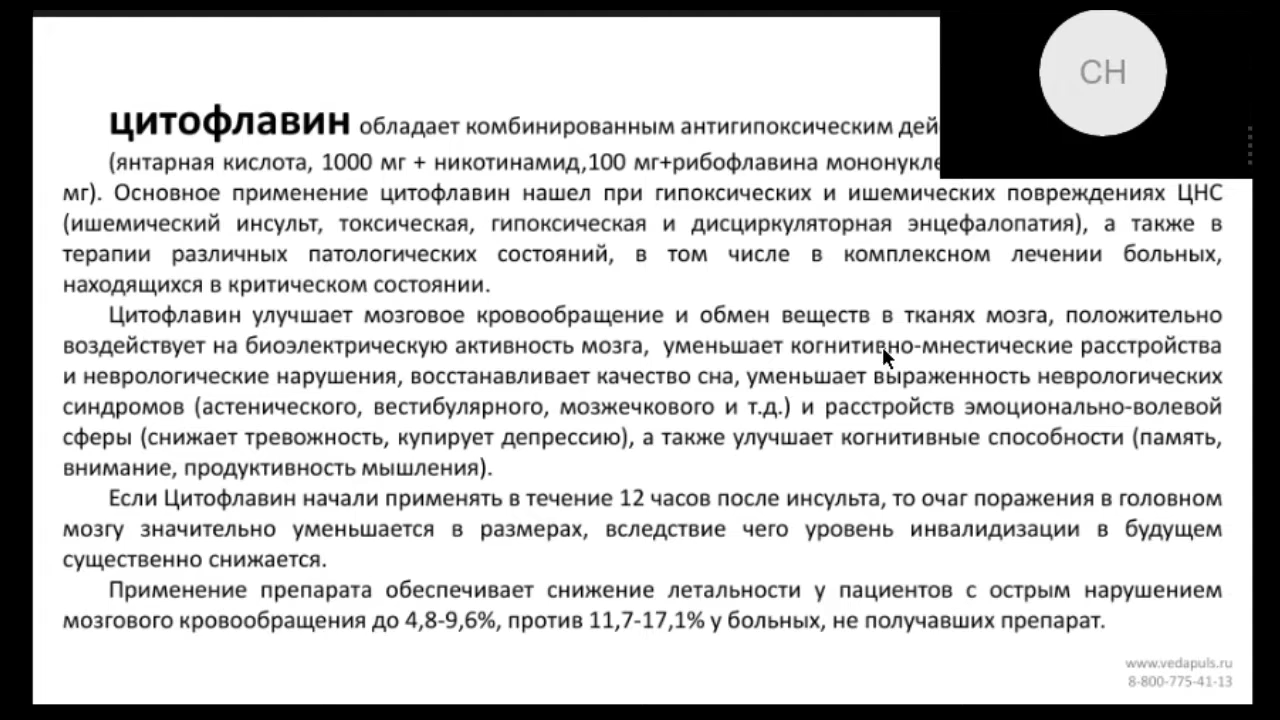 CH
цитофлавин обладает комбинированным антигипоксическим
(янтарная кислота, 1000 мг + никотинамид,100 мг+рибофлавина
мг). Основное применение цитофлавин нашел при гипоксических и ишемических повреждениях ЦНС
(ишемический инсульт, токсическая, гипоксическая и дисциркуляторная энцефалопатия), а также в
терапии различных патологических состояний, в том числе в комплексном лечении больных,
находящихся в критическом состоянии.
Цитофлавин улучшает мозговое кровообращение и обмен веществ в тканях мозга, положительно
воздействует на биоэлектрическую активность мозга, уменьшает когнитивно-мнестические расстройства
и неврологические нарушения, восстанавливает качество сна, уменьшает выраженность неврологических
синдромов (астенического, вестибулярного, мозжечкового и т.д.) и расстройств эмоционально-волевой
сферы (снижает тревожность, купирует депрессию), а также улучшает когнитивные способности (память,
внимание, продуктивность мышления).
Если Цитофлавин начали применять в течение 12 часов после инсульта, то очаг поражения в головном
мозгу значительно уменьшается в размерах, вследствие чего уровень инвалидизации в будущем
существенно снижается.
Применение препарата обеспечивает снижение летальности у пациентов с острым нарушением
мозгового кровообращения до 4,8-9,6%, против 11,7-17,1% у больных, не получавших препарат.
www.vedapuls.ru
8-800-775-41-13